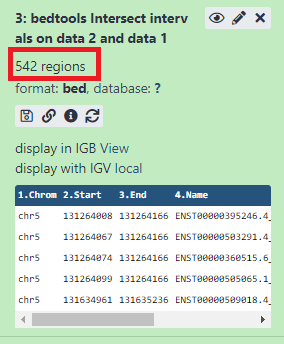 3: bedtools Intersect interv
als on data 2 and data 1
542 regions
format: bed, database: ?
display in IGB View
display with IGV local
1.Chrom 2.Start 3.End 4.Name
chr5 131264008 131264166 ENST00000395246.4_
chr5 131264067 131264166 ENST00000503291.4_
chr5 131264074 131264166 ENST00000360515.6_
chr5 131264099 131264166 ENST00000505065.1_
chr5 131634961 131635236 ENST00000509018.4_